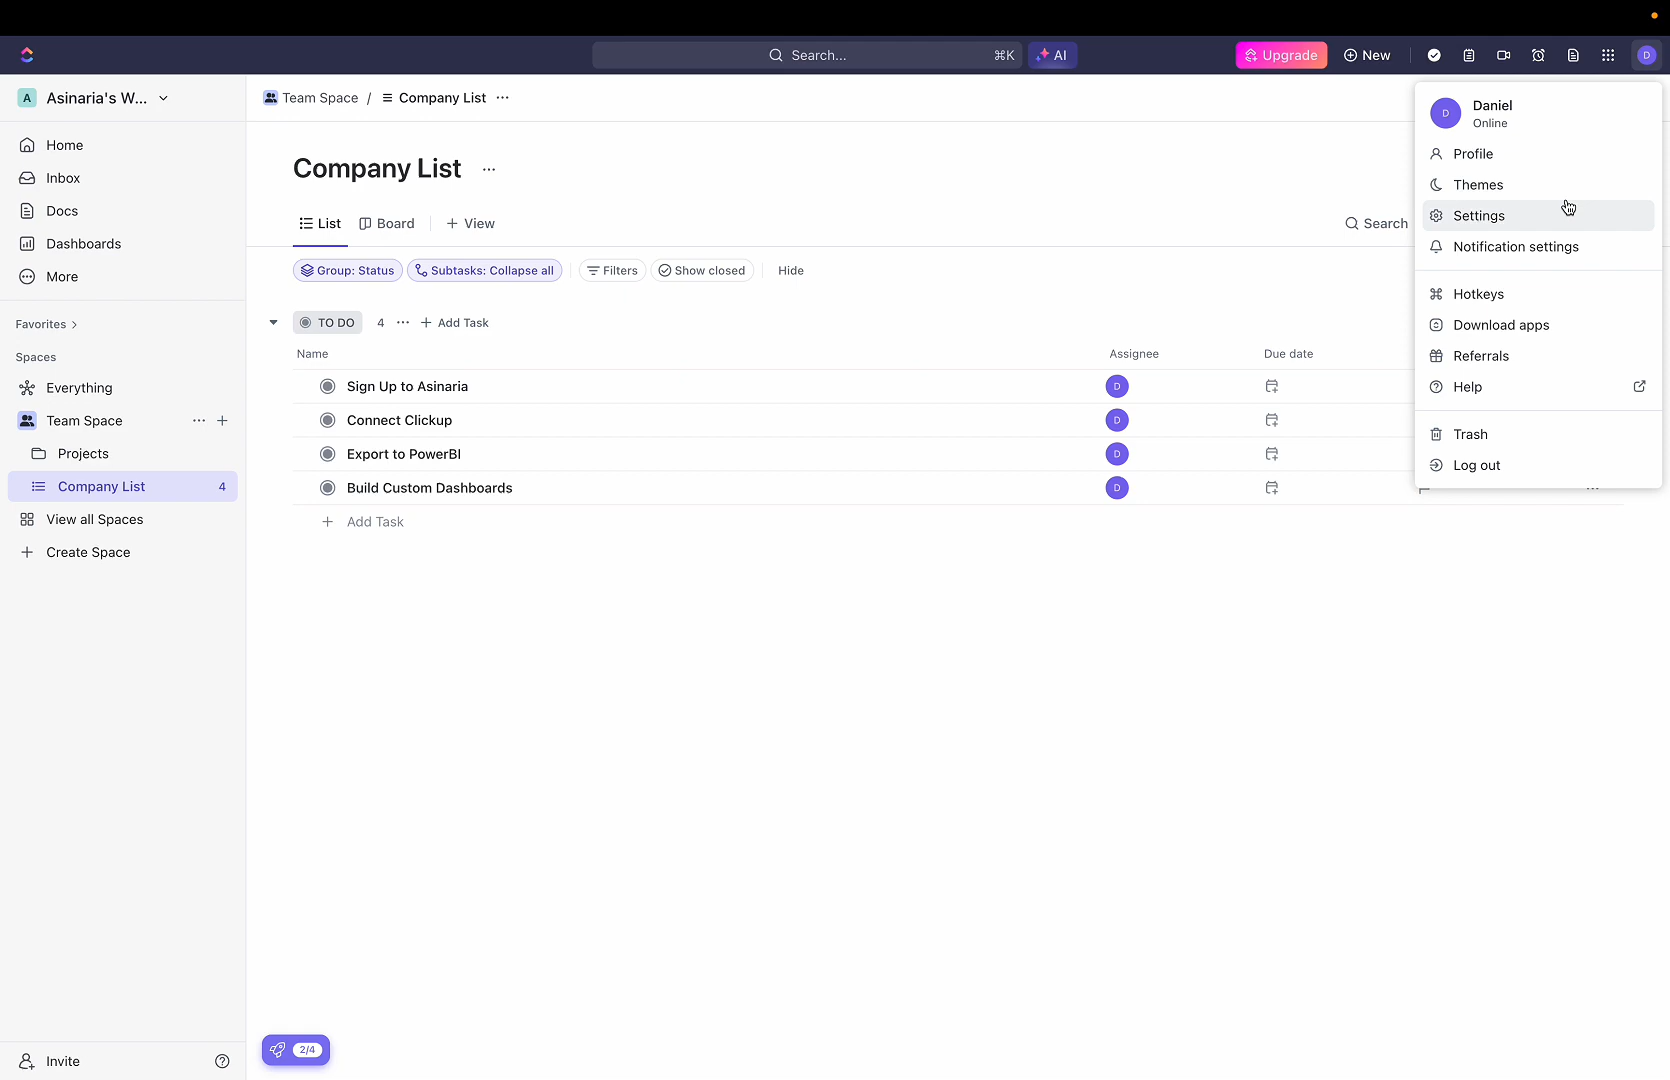 Search...
⌘K
AI
Upgrade
New
D
A
Asinaria's W...
Home
Inbox
Docs
Dashboards
More
Favorites
Spaces
Everything
Team Space
Projects
Company List 4
View all Spaces
Create Space
Invite
Team Space / Company List
Company List
List
Board
+ View
Search
Group: Status
Subtasks: Collapse all
Filters
Show closed
Hide
TO DO 4 + Add Task
Name Assignee Due date
Sign Up to Asinaria D
Connect Clickup D
Export to PowerBI D
Build Custom Dashboards D
+ Add Task
2/4
D
Daniel
Online
Profile
Themes
Settings
Notification settings
Hotkeys
Download apps
Referrals
Help
Trash
Log out